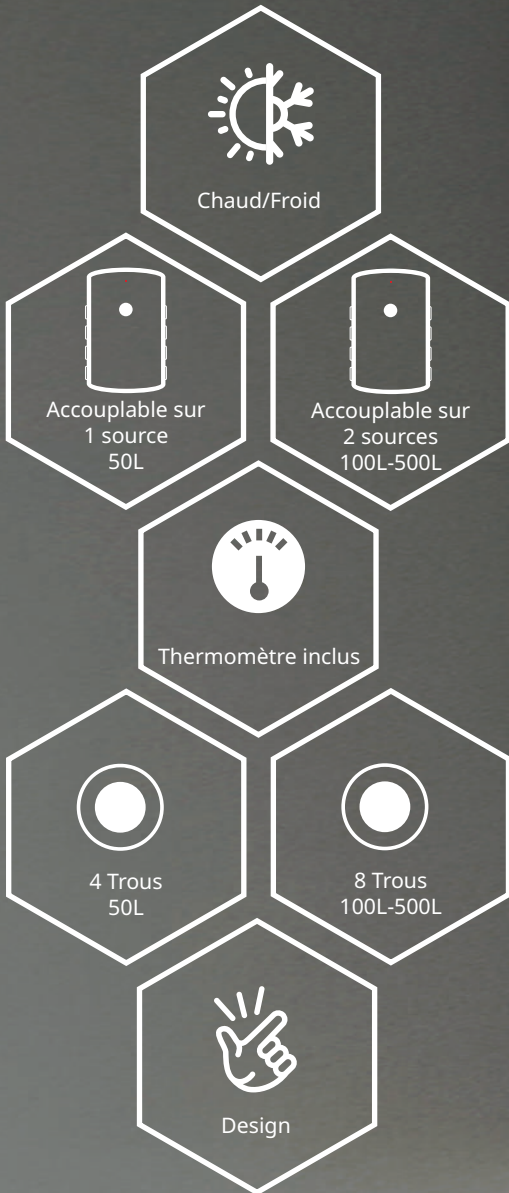 Chaud/Froid
Accouplable sur
1 source
50L
Accouplable sur
2 sources
100L-500L
Thermomètre inclus
4 Trous
50L
8 Trous
100L-500L
Design